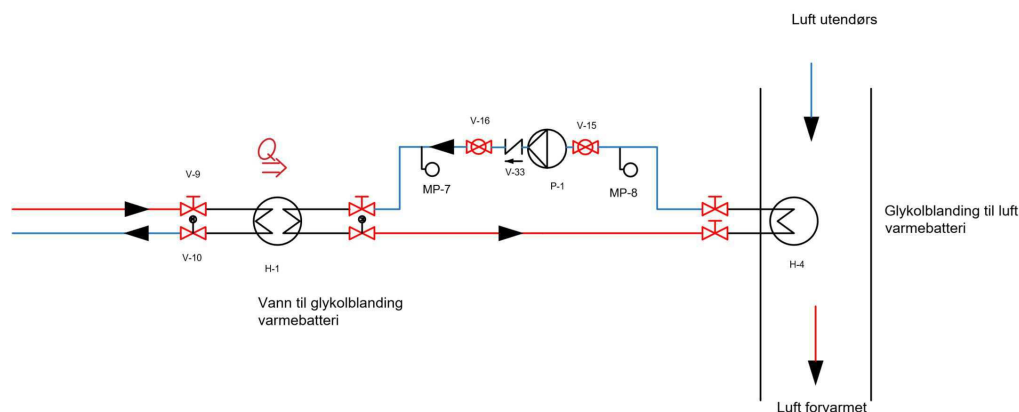 Luft utendørs
V-16
V-15
V-33
P-1
MP-7
MP-8
Q
V-9
V-10
H-1
Vann til glykolblanding
varmebatteri
H-4
Glykolblanding til luft
varmebatteri
Luft forvarmet